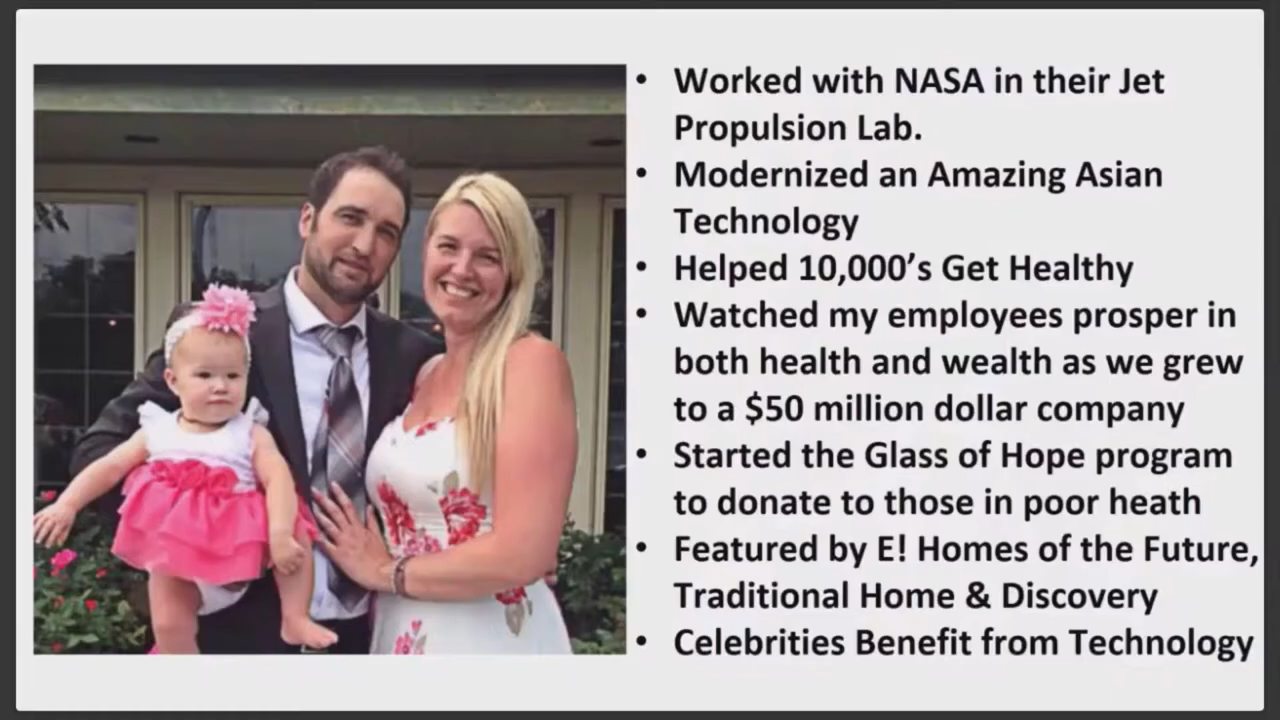 • Worked with NASA in their Jet
Propulsion Lab.
• Modernized an Amazing Asian
Technology
• Helped 10,000’s Get Healthy
• Watched my employees prosper in
both health and wealth as we grew
to a $50 million dollar company
• Started the Glass of Hope program
to donate to those in poor heath
• Featured by E! Homes of the Future,
Traditional Home & Discovery
• Celebrities Benefit from Technology